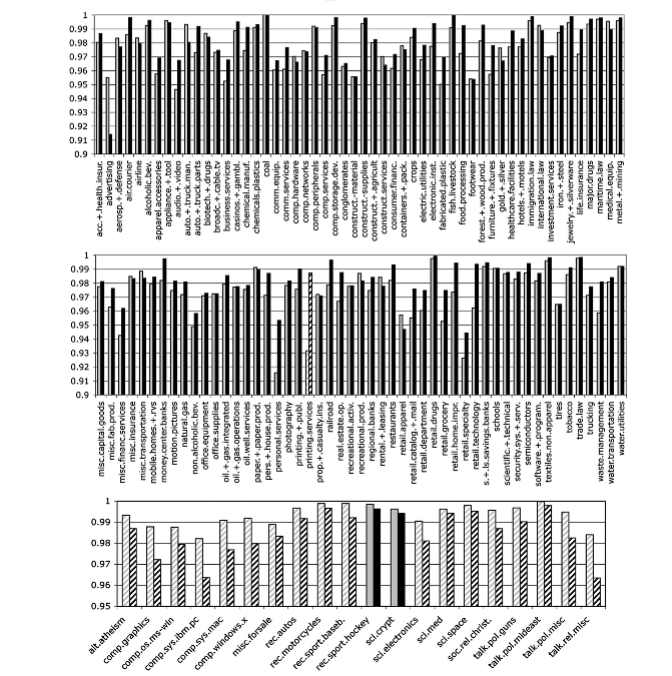 1
0.99
0.98
0.97
0.96
0.95
0.94
0.93
0.92
0.91
0.9
acc.+.health.insur.
advertising
aerosp.+.defense
air.courier
airline
alcoholic.bev.
apparel.accessories
appliance.+.tool
audio.+.video
auto.+.truck.man.
auto.+.truck.parts
biotech.+.drugs
broadc.+.cable.tv
business.services
casinos.+.gambl.
chemical.manuf.
chemicals.plastics
coal
comm.equip.
comm.services
comp.hardware
comp.networks
comp.peripherals
comp.services
comp.storage.dev.
conglomerates
construct.-material
construct.-supplies
construct.+.agricult
construct.services
consumer.financ.
containers.+.pack.
crops
electric.utilities
electronic.inst.
fabricated.plastic
fish.livestock
food.processing
footwear
forest.+.wood.prod.
furniture.+.fixtures
gold.+.silver
healthcare.facilities
hotels.+.motels
immigration.law
international.law
investment.services
iron.+.steel
jewelry.+.silverware
life.insurance
major.drugs
maritime.law
medical.equip.
metal.+.mining
1
0.99
0.98
0.97
0.96
0.95
0.94
0.93
0.92
0.91
0.9
misc.capital.goods
misc.fab.prod.
misc.financ.services
misc.insurance
misc.transportation
mobile.homes.+.rvs
money.center.banks
motion.pictures
natural.gas
non.alcoholic.bev.
office.equipment
office.supplies
oil.+.gas.integrated
oil.+.gas.operations
oil.well.services
paper.+.paper.prod.
pers.+.house.prod.
personal.services
photography
printing.+.publ.
printing.services
prop.+.casualty.ins.
railroad
real.estate.op.
recreational.activ.
recreational.prod.
regional.banks
rental.+.leasing
restaurants
retail.apparel
retail.catalog.+.mail
retail.department
retail.drugs
retail.grocery
retail.home.impr.
retail.specialty
retail.technology
s.+.ls.savings.banks
schools
scientific.+.technical
security.sys.+.serv.
semiconductors
software.+.program.
textiles.non.apparel
tires
tobacco
trade.law
trucking
waste.management
water.transportation
water.utilities
1
0.99
0.98
0.97
0.96
0.95
alt.atheism
comp.graphics
comp.os.ms-win
comp.sys.ibm.pc
comp.sys.mac
comp.windows.x
misc.forsale
rec.autos
rec.motorcycles
rec.sport.baseb.
rec.sport.hockey
sci.crypt
sci.electronics
sci.med
sci.space
soc.rel.christ.
talk.pol.guns
talk.pol.mideast
talk.pol.misc
talk.rel.misc